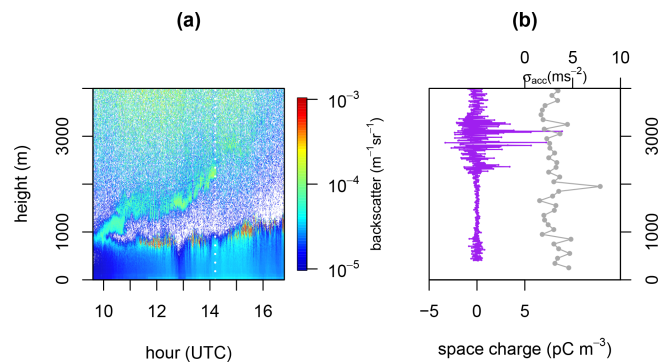 (a)
(b)
0 5 10
σacc(ms−2)
height (m)
0 1000 3000
10−3
10−4
10−5
backscatter (m−1sr−1)
0 1000 3000
10 12 14 16
hour (UTC)
−5 0 5
space charge (pC m−3)